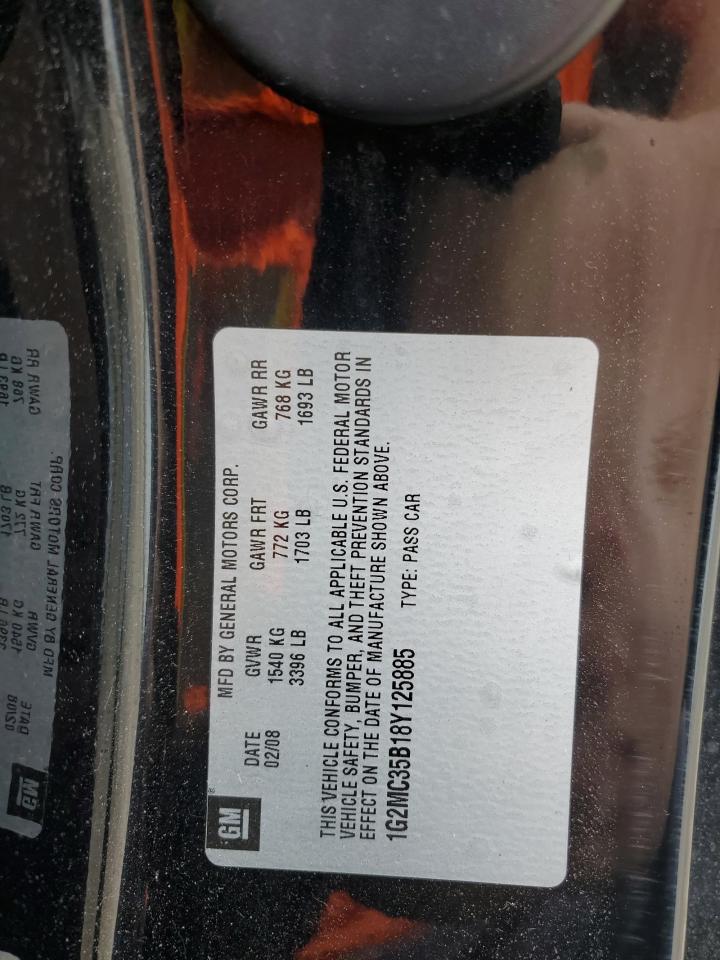 GM
MFD BY GENERAL MOTORS CORP.
DATE GVWR GAWR FRT GAWR RR
02/08 1540 KG 772 KG 768 KG
3396 LB 1703 LB 1693 LB
THIS VEHICLE CONFORMS TO ALL APPLICABLE U.S. FEDERAL MOTOR
VEHICLE SAFETY, BUMPER, AND THEFT PREVENTION STANDARDS IN
EFFECT ON THE DATE OF MANUFACTURE SHOWN ABOVE.
1G2MC35B18Y125885 TYPE: PASS CAR